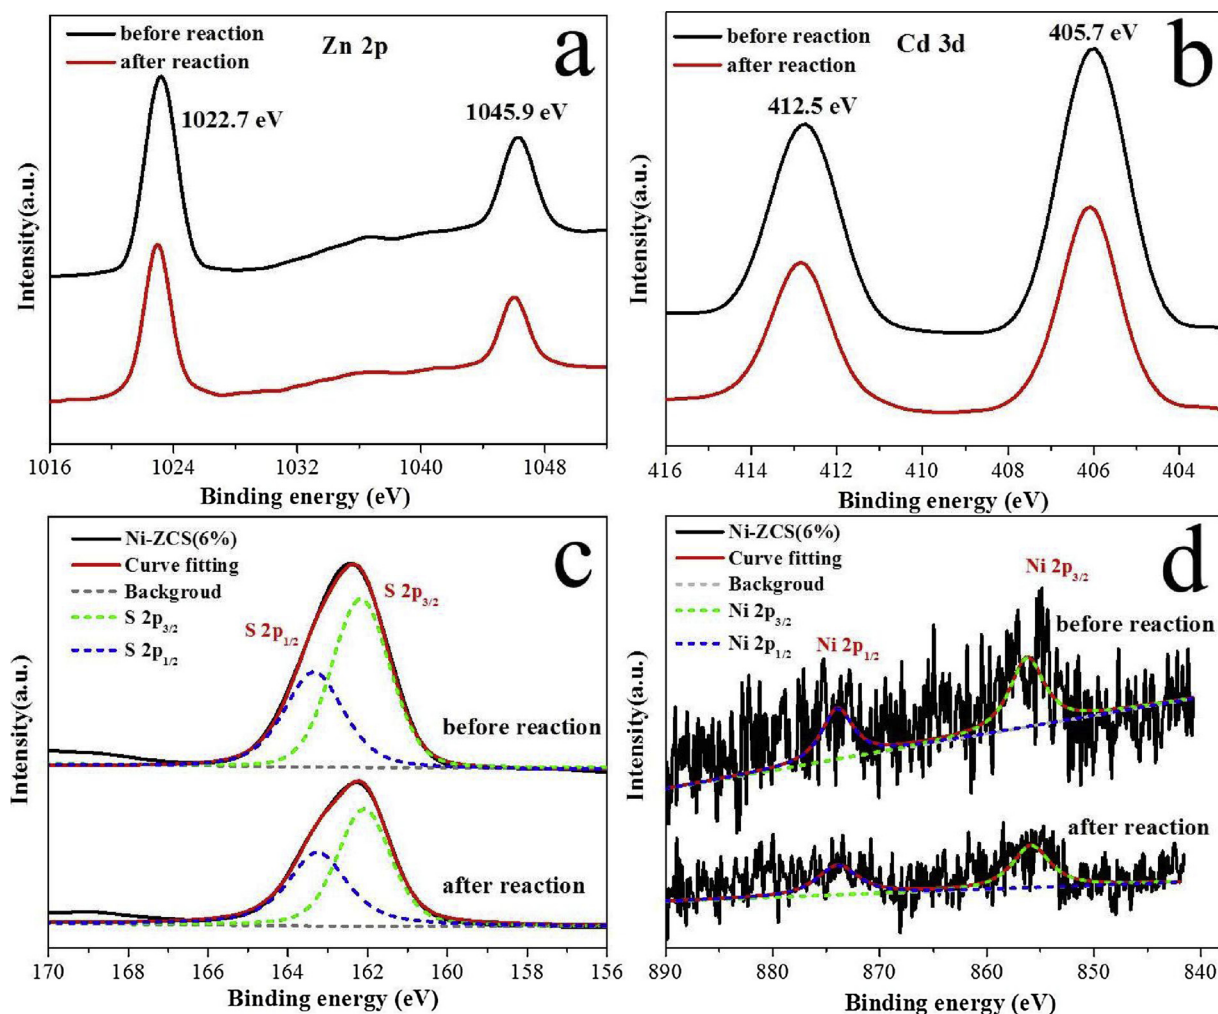 before reaction
after reaction
Zn 2p
a
1022.7 eV
1045.9 eV
Intensity(a.u.)
1016 1024 1032 1040 1048
Binding energy (eV)
before reaction
after reaction
Cd 3d
405.7 eV
b
412.5 eV
Intensity(a.u.)
416 414 412 410 408 406 404
Binding energy (eV)
Ni-ZCS(6%)
Curve fitting
Backgroud
S 2p3/2
S 2p1/2
c
S 2p3/2
S 2p1/2
before reaction
after reaction
Intensity(a.u.)
170 168 166 164 162 160 158 156
Binding energy (eV)
Ni-ZCS(6%)
Curve fitting
Backgroud
Ni 2p3/2
Ni 2p1/2
d
Ni 2p3/2
Ni 2p1/2
before reaction
after reaction
Intensity(a.u.)
890 880 870 860 850 840
Binding energy (eV)